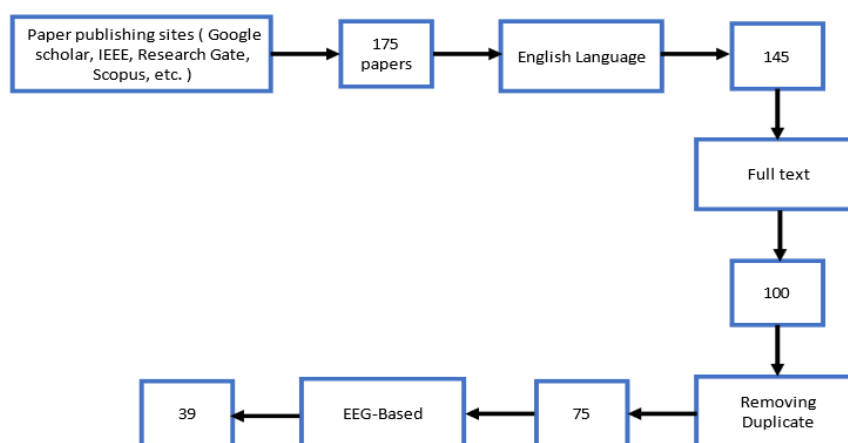 Paper publishing sites ( Google
scholar, IEEE, Research Gate,
Scopus, etc. )
175
papers
English Language
145
Full text
100
Removing
Duplicate
75
EEG-Based
39